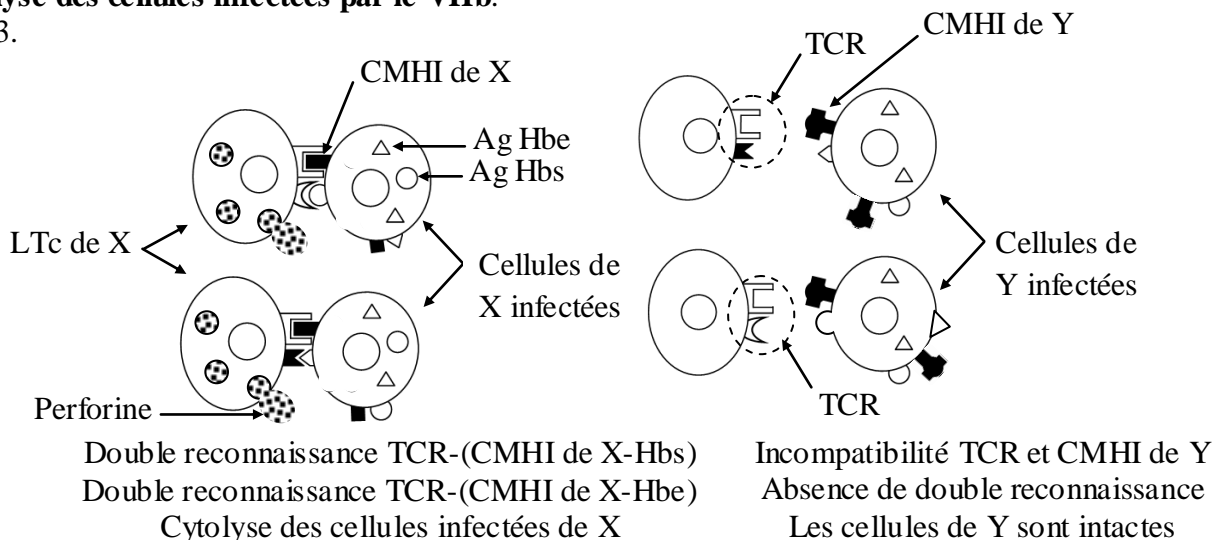 lyse des cellules infectées par le VHb.
3.
CMHI de X
Ag Hbe
Ag Hbs
LTc de X
Cellules de
X infectées
Perforine
Double reconnaissance TCR-(CMHI de X-Hbs)
Double reconnaissance TCR-(CMHI de X-Hbe)
Cytolyse des cellules infectées de X
TCR
CMHI de Y
Cellules de
Y infectées
TCR
Incompatibilité TCR et CMHI de Y
Absence de double reconnaissance
Les cellules de Y sont intactes